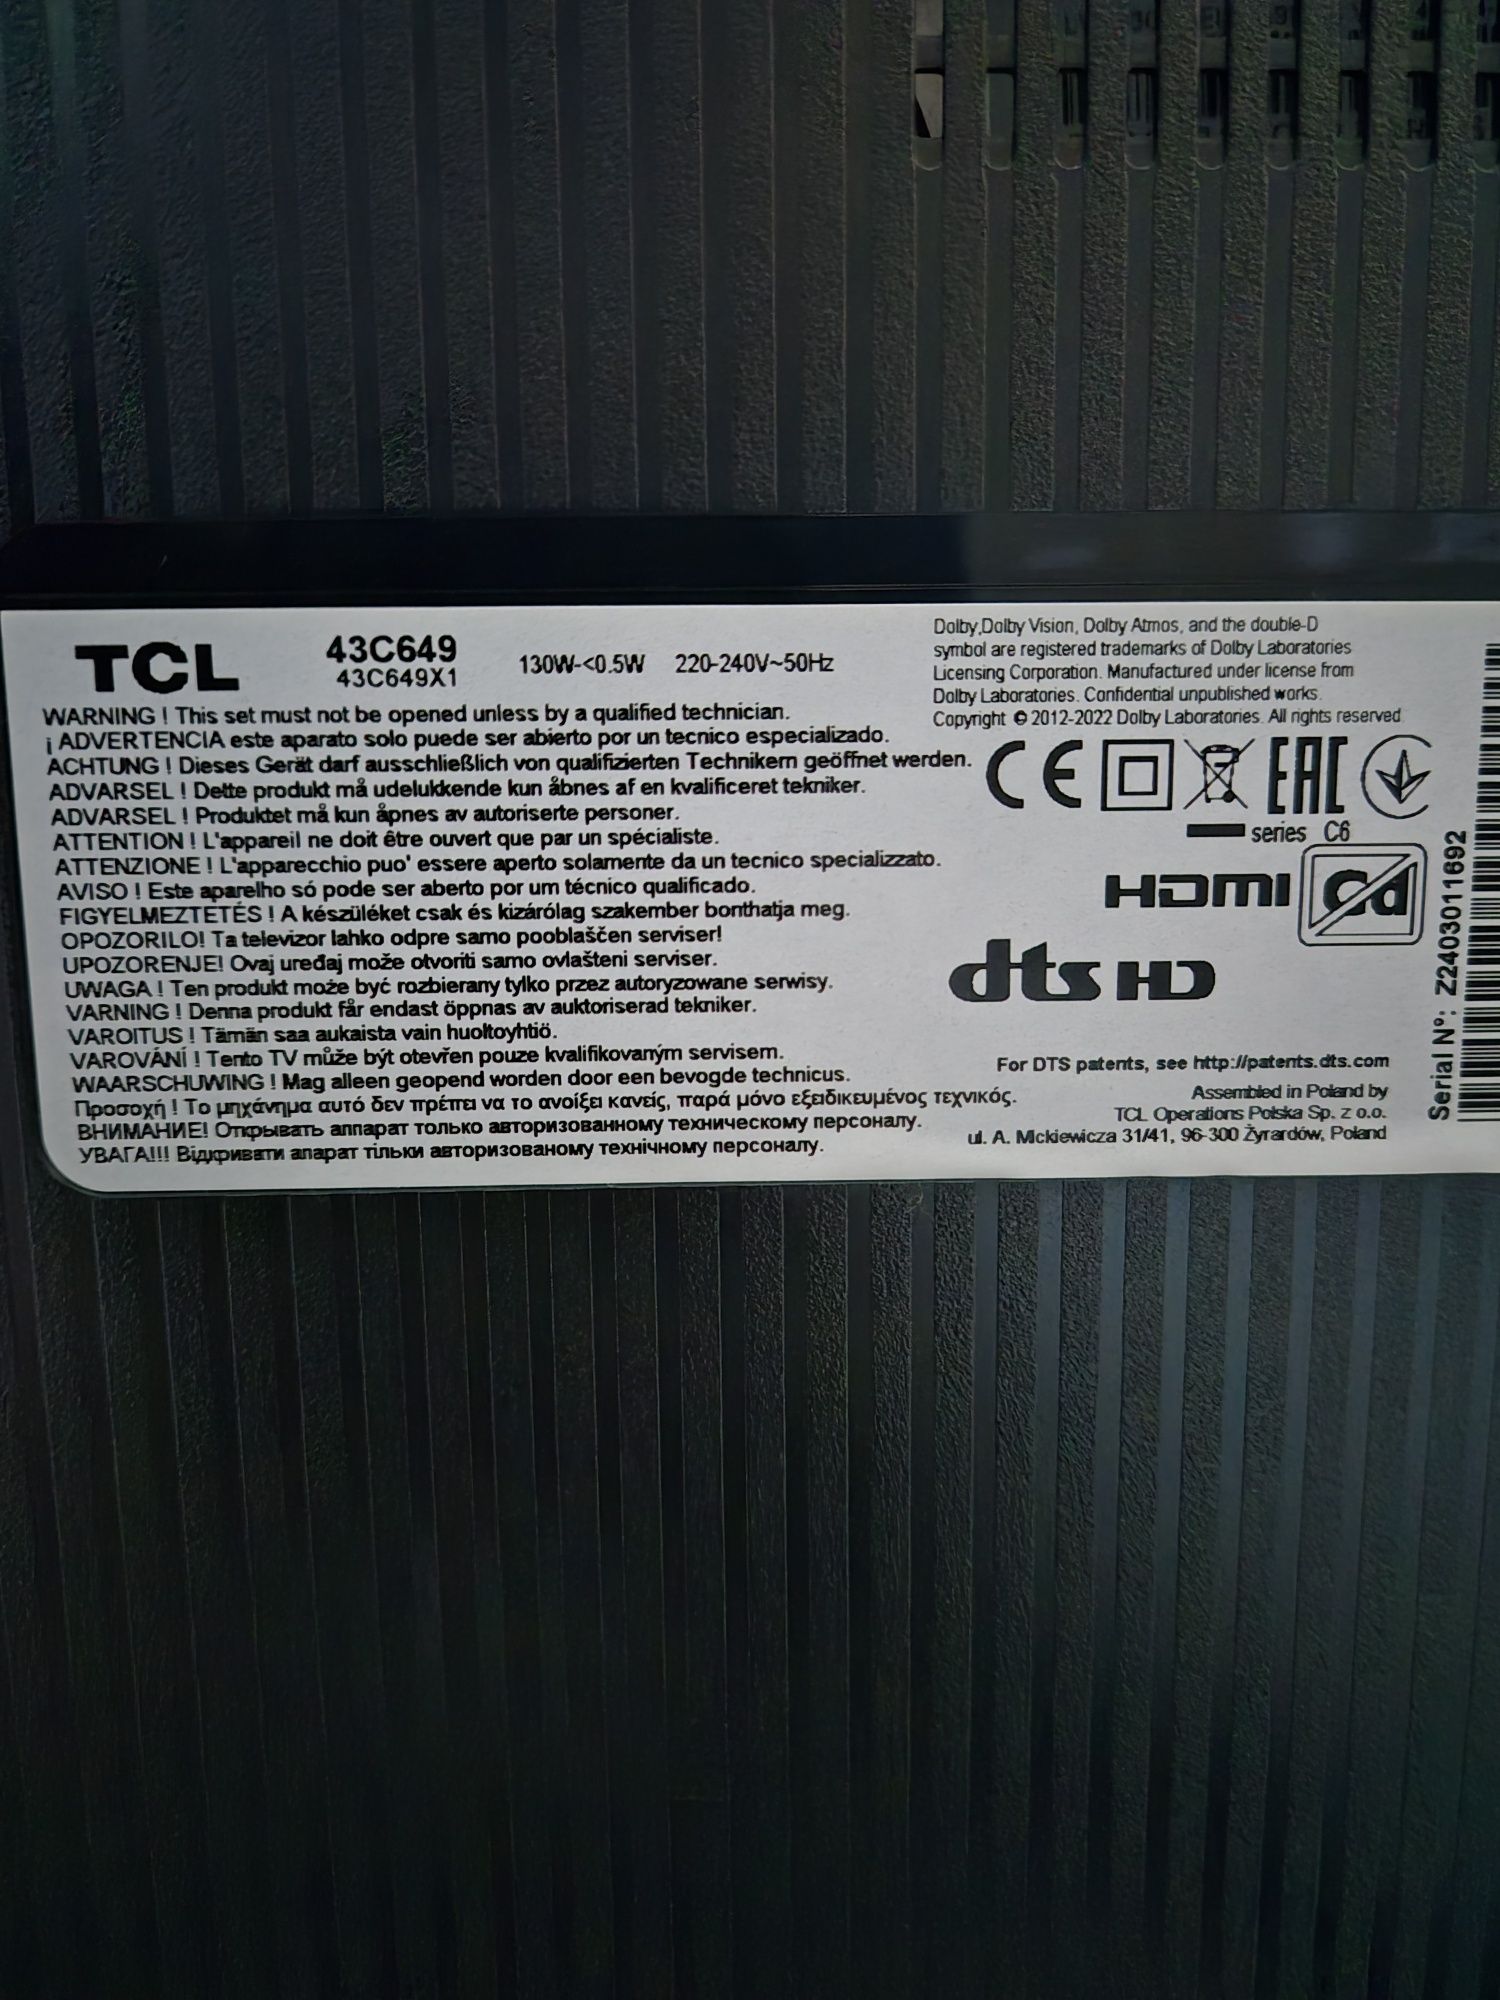 TCL
43C649
43C649X1
130W-<0.5W 220-240V~50Hz
WARNING ! This set must not be opened unless by a qualified technician.
¡ ADVERTENCIA este aparato solo puede ser abierto por un tecnico especializado.
ACHTUNG ! Dieses Gerät darf ausschließlich von qualifizierten Technikern geöffnet werden.
ADVARSEL ! Dette produkt må udelukkende kun åbnes af en kvalificeret tekniker.
ADVARSEL ! Produktet må kun åpnes av autoriserte personer.
ATTENTION ! L'appareil ne doit être ouvert que par un spécialiste.
ATTENZIONE ! L'apparecchio puo' essere aperto solamente da un tecnico specializzato.
AVISO ! Este aparelho só pode ser aberto por um técnico qualificado.
FIGYELMEZTETÉS ! A készüléket csak és kizárólag szakember bonthatja meg.
OPOZORILO! Ta televizor lahko odpre samo pooblaščen serviser!
UPOZORENJE! Ovaj uređaj može otvoriti samo ovlašteni serviser.
UWAGA ! Ten produkt może być rozbierany tylko przez autoryzowane serwisy.
VARNING ! Denna produkt får endast öppnas av auktoriserad tekniker.
VAROITUS ! Tämän saa aukaista vain huoltoyhtiö.
VAROVÁNÍ ! Tento TV může být otevřen pouze kvalifikovaným servisem.
WAARSCHUWING ! Mag alleen geopend worden door een bevogde technicus.
Προσοχή ! Το μηχάνημα αυτό δεν πρέπει να το ανοίξει κανείς, παρά μόνο εξειδικευμένος τεχνικός.
ВНИМАНИЕ! Открывать аппарат только авторизованному техническому персоналу.
УВАГА!!! Відкривати апарат тільки авторизованому технічному персоналу.
Dolby,Dolby Vision, Dolby Atmos, and the double-D
symbol are registered trademarks of Dolby Laboratories
Licensing Corporation. Manufactured under license from
Dolby Laboratories. Confidential unpublished works.
Copyright © 2012-2022 Dolby Laboratories. All rights reserved
CE EAC
series C6
HDMI Cd
dts HD
For DTS patents, see http://patents.dts.com
Assembled in Poland by
TCL Operations Polska Sp. z o.o.
ul. A. Mickiewicza 31/41, 96-300 Żyrardów, Poland
Serial N°: Z2403011692